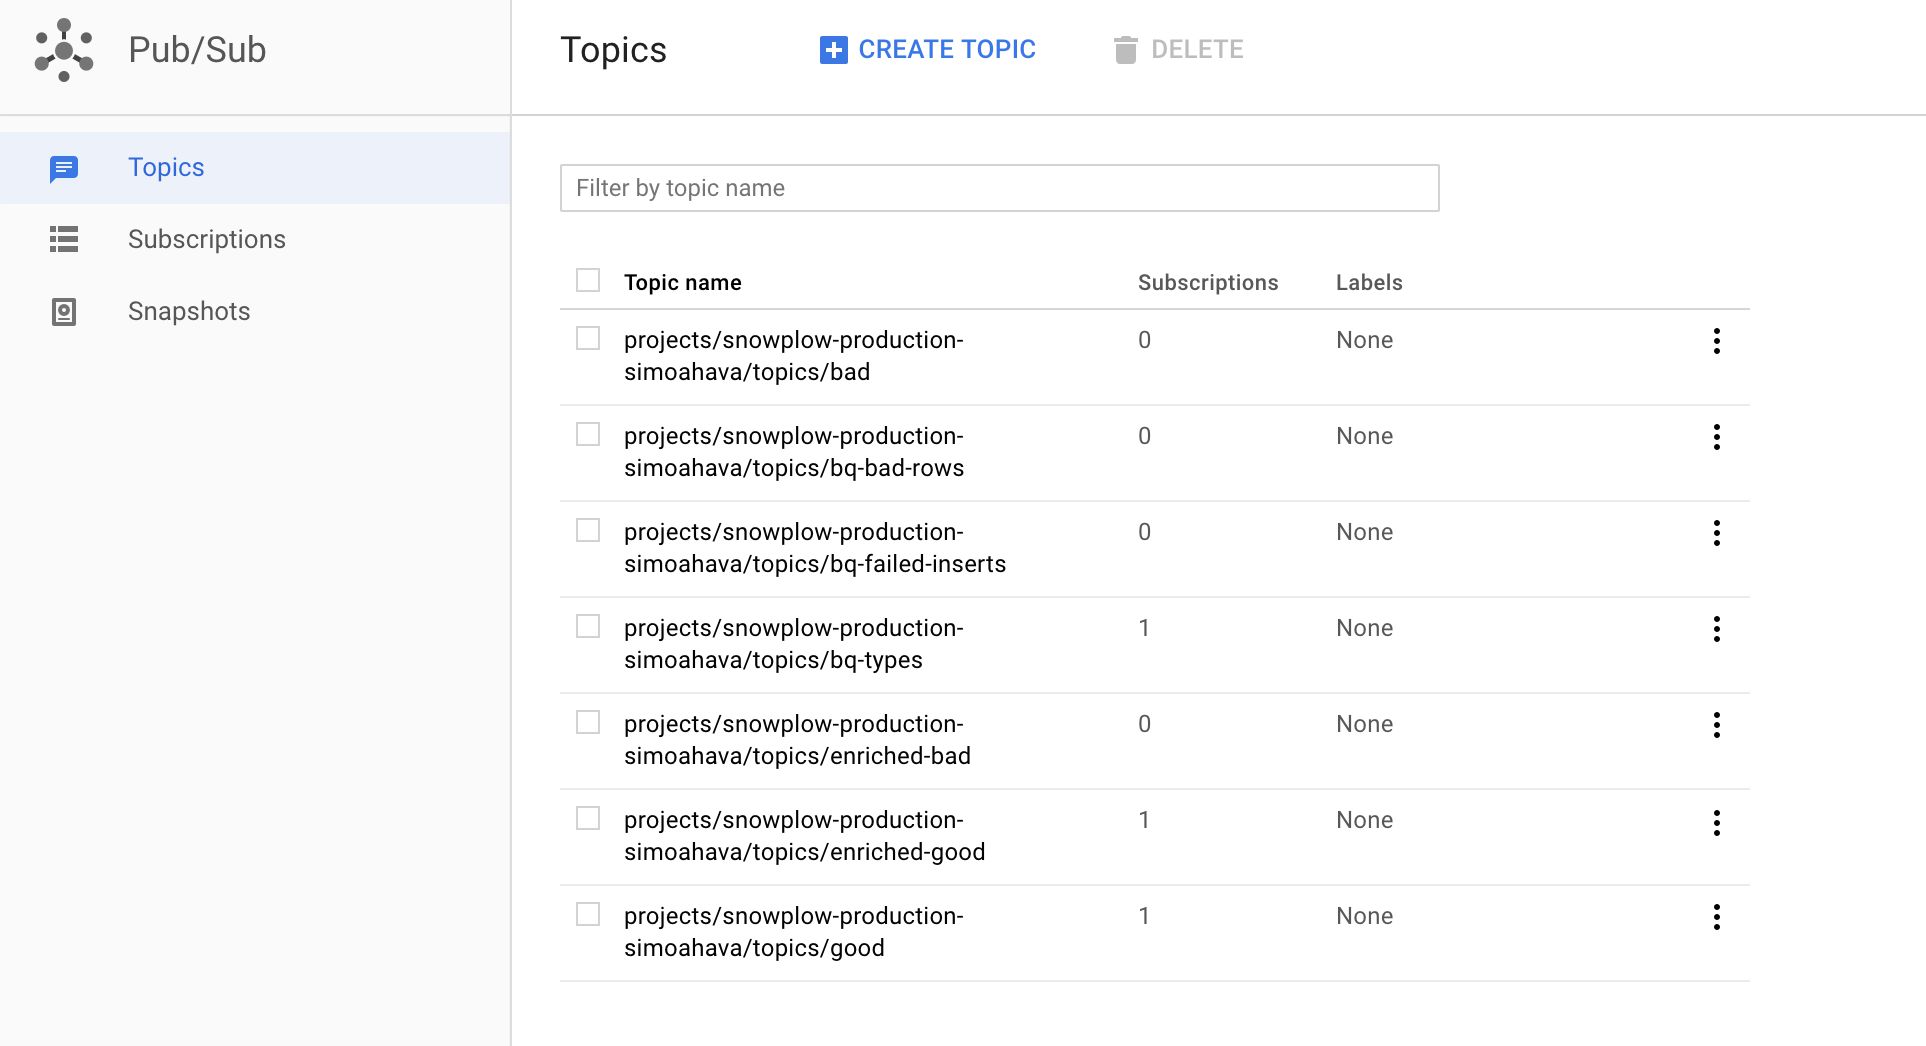 Pub/Sub
Topics
Subscriptions
Snapshots
Topics CREATE TOPIC DELETE
Filter by topic name
Topic name Subscriptions Labels
projects/snowplow-production- 0 None
simoahava/topics/bad
projects/snowplow-production- 0 None
simoahava/topics/bq-bad-rows
projects/snowplow-production- 0 None
simoahava/topics/bq-failed-inserts
projects/snowplow-production- 1 None
simoahava/topics/bq-types
projects/snowplow-production- 0 None
simoahava/topics/enriched-bad
projects/snowplow-production- 1 None
simoahava/topics/enriched-good
projects/snowplow-production- 1 None
simoahava/topics/good